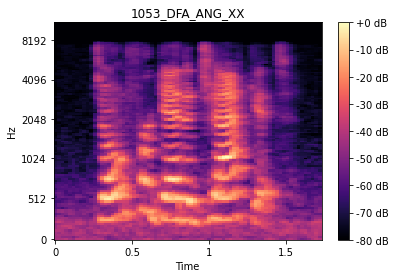 1053_DFA_ANG_XX
8192
4096
2048
1024
512
0
Hz
0
0.5
1
1.5
Time
+0 dB
-10 dB
-20 dB
-30 dB
-40 dB
-50 dB
-60 dB
-70 dB
-80 dB